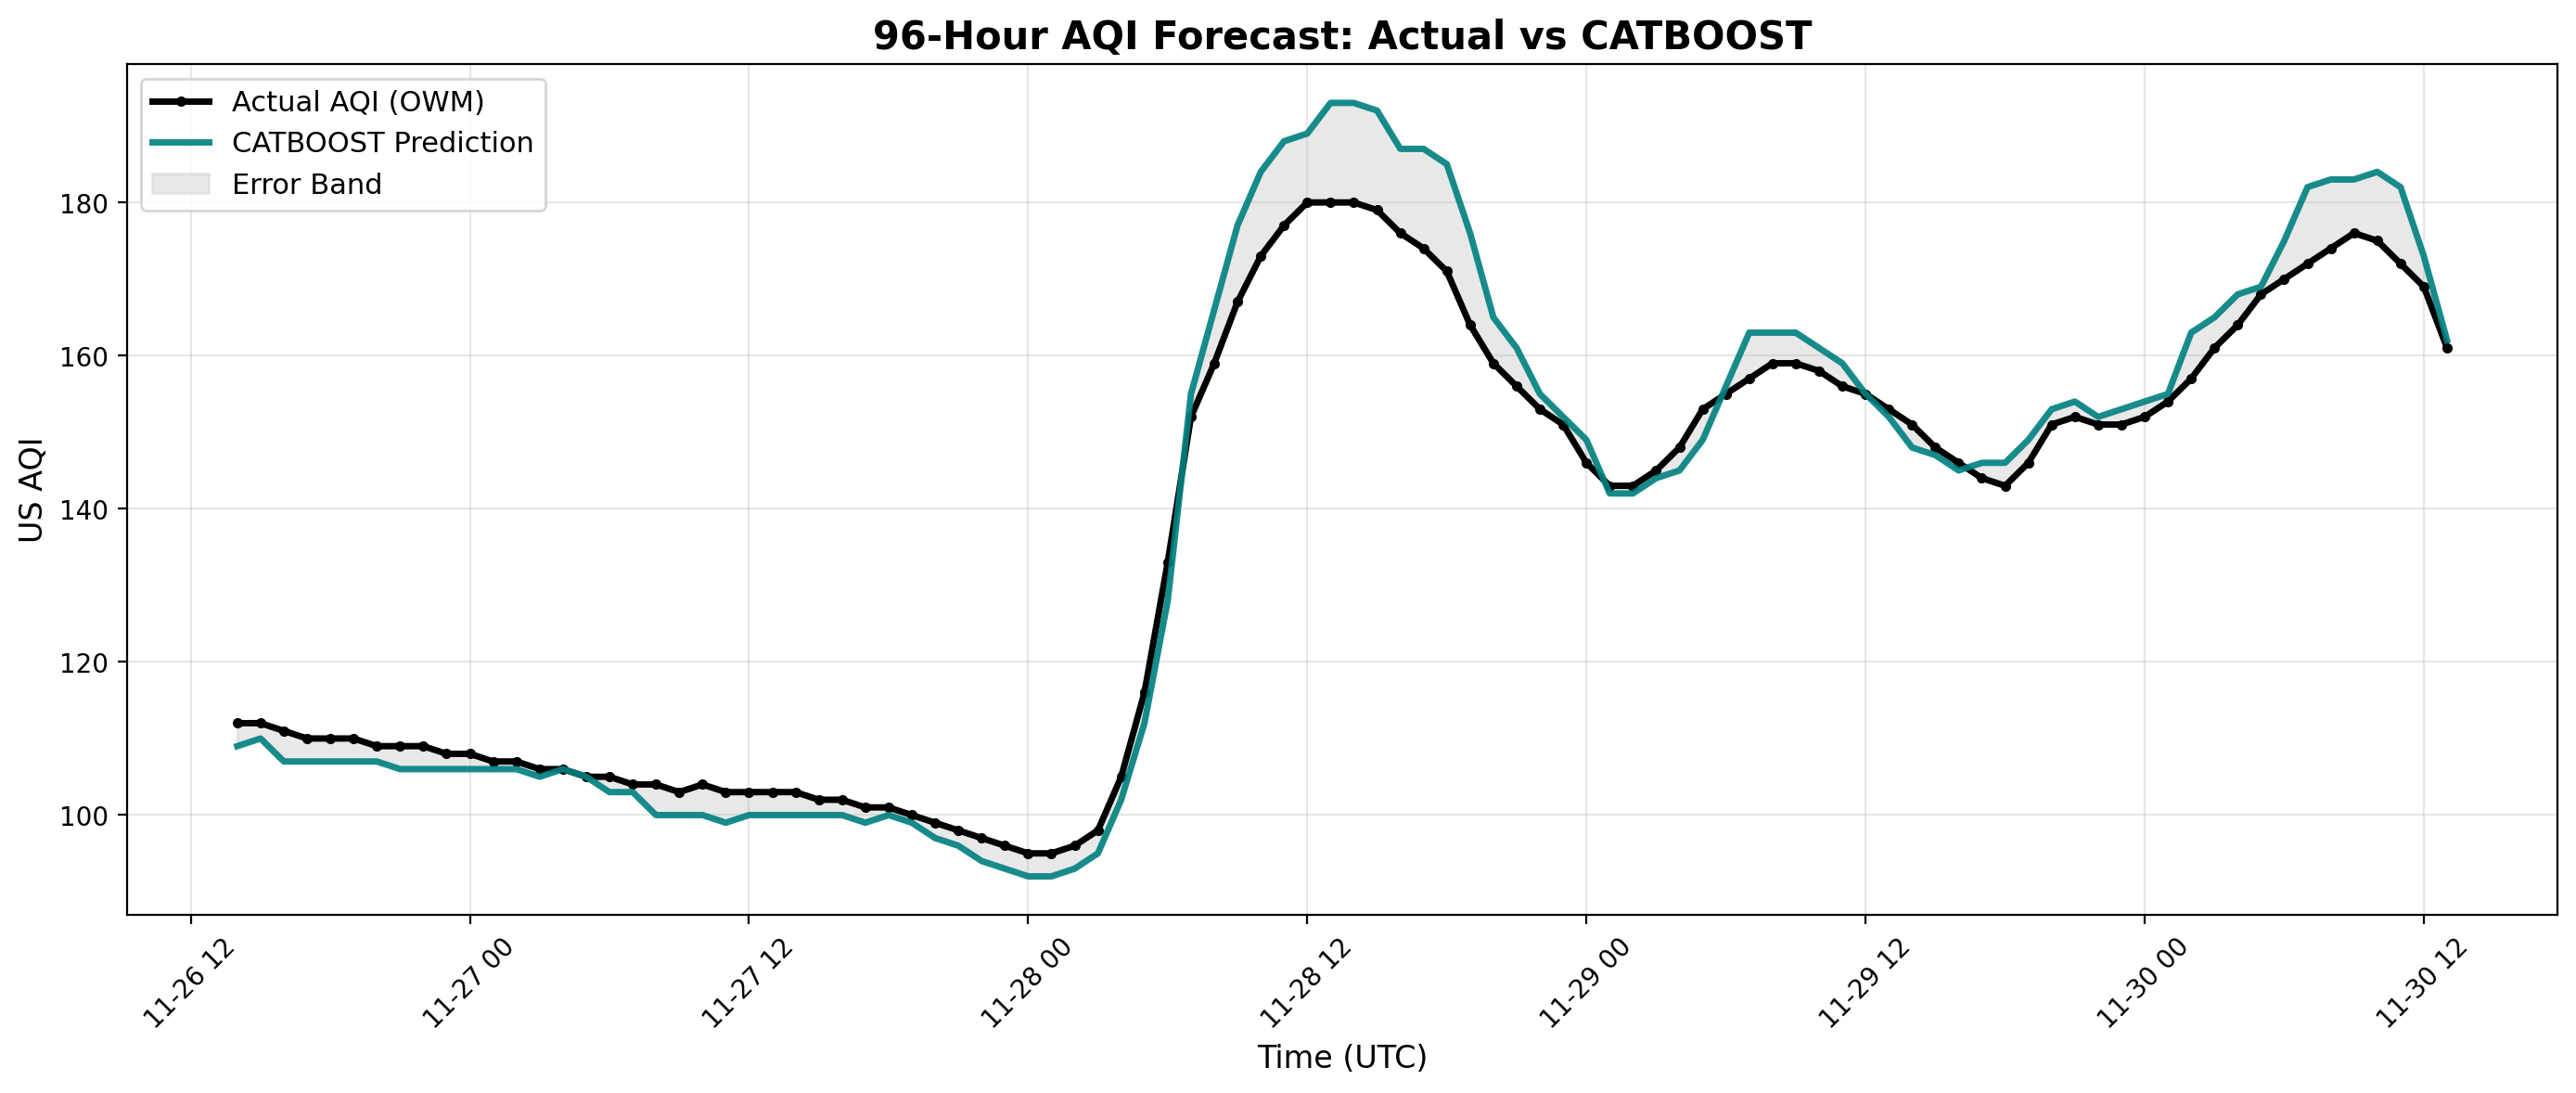 96-Hour AQI Forecast: Actual vs CATBOOST
Actual AQI (OWM)
CATBOOST Prediction
Error Band
US AQI
180
160
140
120
100
11-26 12
11-27 00
11-27 12
11-28 00
11-28 12
11-29 00
11-29 12
11-30 00
11-30 12
Time (UTC)